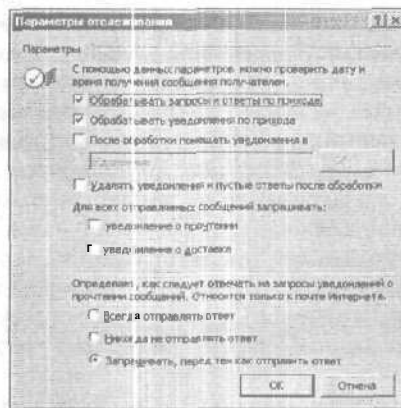 Параметры отслеживания
Параметры
С помощью данных параметров можно проверить дату и
время получения сообщения получателем.
Обрабатывать запросы и ответы по приходе
Обрабатывать уведомления по приходе
После обработки помещать уведомления в
Удалять уведомления и пустые ответы после обработки
Для всех отправленных сообщений запрашивать:
уведомление о прочтении
уведомление о доставке
Определяет, как следует отвечать на запросы уведомлений о
прочтении сообщений. Относится только к почте Интернета.
Всегда отправлять ответ
Никогда не отправлять ответ
Запрашивать, перед тем как отправить ответ
ОК
Отмена